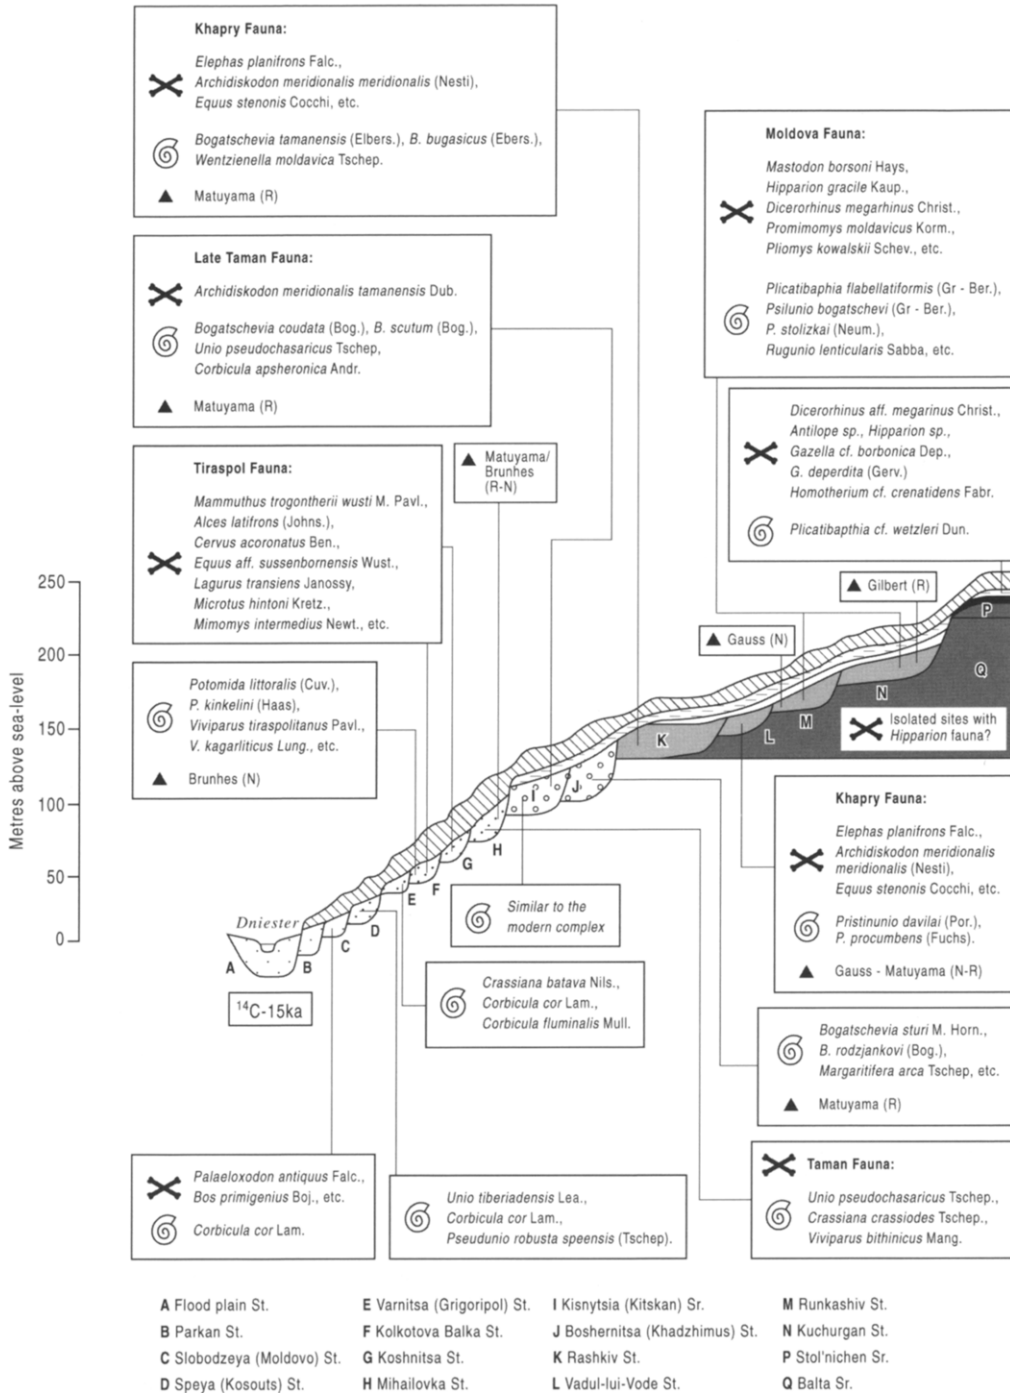 Khapry Fauna:
Elephas planifrons Falc.,
Archidiskodon meridionalis meridionalis (Nesti),
Equus stenonis Cocchi, etc.
Bogatschevia tamanensis (Elbers.), B. bugasicus (Ebers.),
Wentzienella moldavica Tschep.
Matuyama (R)
Late Taman Fauna:
Archidiskodon meridionalis tamanensis Dub.
Bogatschevia coudata (Bog.), B. scutum (Bog.),
Unio pseudochasaricus Tschep,
Corbicula apsheronica Andr.
Matuyama (R)
Tiraspol Fauna:
Mammuthus trogontherii wusti M. Pavl.,
Alces latifrons (Johns.),
Cervus acoronatus Ben.,
Equus aff. sussenbornensis Wust.,
Lagurus transiens Janossy,
Microtus hintoni Kretz.,
Mimomys intermedius Newt., etc.
Matuyama/
Brunhes
(R-N)
Potomida littoralis (Cuv.),
P. kinkelini (Haas),
Viviparus tiraspolitanus Pavl.,
V. kagarliticus Lung., etc.
Brunhes (N)
Moldova Fauna:
Mastodon borsoni Hays,
Hipparion gracile Kaup.,
Dicerorhinus megarhinus Christ.,
Promimomys moldavicus Korm.,
Pliomys kowalskii Schev., etc.
Plicatibaphia flabellatiformis (Gr - Ber.),
Psilunio bogatschevi (Gr - Ber.),
P. stolizkai (Neum.),
Rugunio lenticularis Sabba, etc.
Dicerorhinus aff. megarinus Christ.,
Antilope sp., Hipparion sp.,
Gazella cf. borbonica Dep.,
G. deperdita (Gerv.)
Homotherium cf. crenatidens Fabr.
Plicatibapthia cf. wetzleri Dun.
Gilbert (R)
Gauss (N)
Metres above sea-level
250
200
150
100
50
0
Dniester
A
B
C
D
E
F
G
H
I
J
K
L
M
N
P
Q
Isolated sites with
Hipparion fauna?
14C-15ka
Similar to the
modern complex
Crassiana batava Nils.,
Corbicula cor Lam.,
Corbicula fluminalis Mull.
Khapry Fauna:
Elephas planifrons Falc.,
Archidiskodon meridionalis
meridionalis (Nesti),
Equus stenonis Cocchi, etc.
Pristinunio davilai (Por.),
P. procumbens (Fuchs).
Gauss - Matuyama (N-R)
Bogatschevia sturi M. Horn.,
B. rodzjankovi (Bog.),
Margaritifera arca Tschep, etc.
Matuyama (R)
Taman Fauna:
Unio pseudochasaricus Tschep.,
Crassiana crassiodes Tschep.,
Viviparus bithinicus Mang.
Palaeloxodon antiquus Falc.,
Bos primigenius Boj., etc.
Corbicula cor Lam.
Unio tiberiadensis Lea.,
Corbicula cor Lam.,
Pseudunio robusta speensis (Tschep).
A Flood plain St.
B Parkan St.
C Slobodzeya (Moldovo) St.
D Speya (Kosouts) St.
E Varnitsa (Grigoripol) St.
F Kolkotova Balka St.
G Koshnitsa St.
H Mihailovka St.
I Kisnytsia (Kitskan) Sr.
J Boshernitsa (Khadzhimus) St.
K Rashkiv St.
L Vadul-lui-Vode St.
M Runkashiv St.
N Kuchurgan St.
P Stol'nichen Sr.
Q Balta Sr.